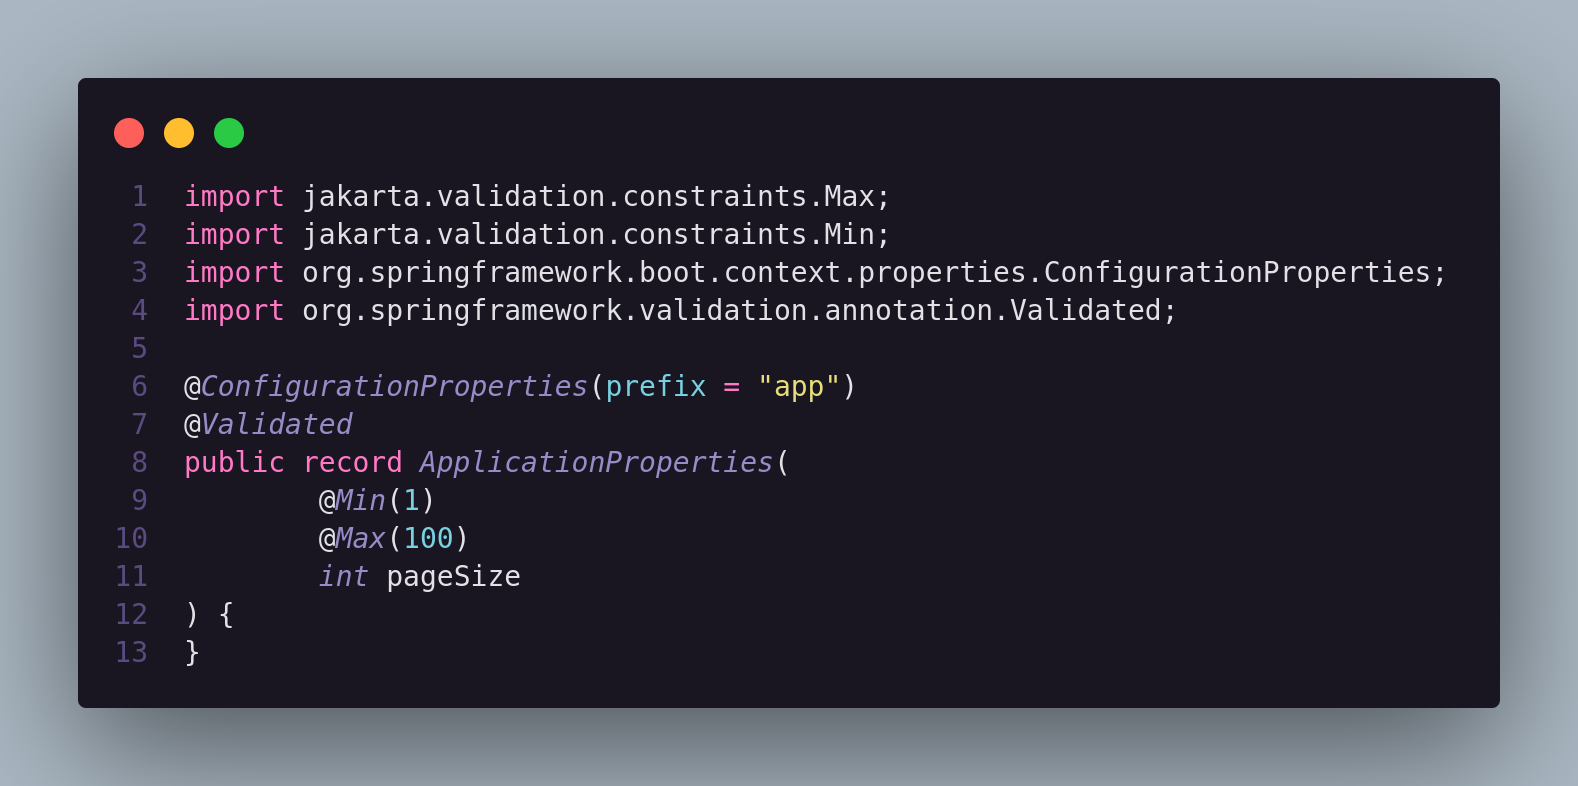 1 import jakarta.validation.constraints.Max;
2 import jakarta.validation.constraints.Min;
3 import org.springframework.boot.context.properties.ConfigurationProperties;
4 import org.springframework.validation.annotation.Validated;
5
6 @ConfigurationProperties(prefix = "app")
7 @Validated
8 public record ApplicationProperties(
9         @Min(1)
10         @Max(100)
11         int pageSize
12 ) {
13 }